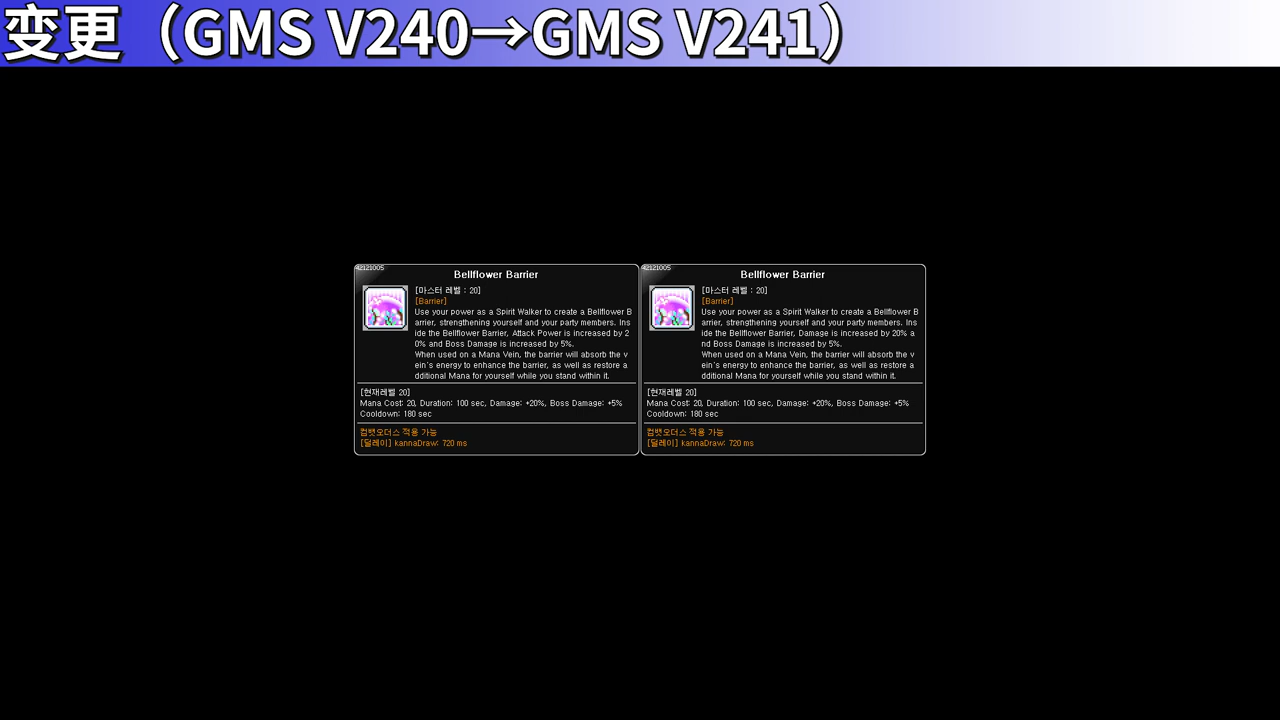 变更（GMS V240→GMS V241）
42121005
Bellflower Barrier
[마스터 레벨 : 20]
[Barrier]
Use your power as a Spirit Walker to create a Bellflower B
arrier, strengthening yourself and your party members. Ins
ide the Bellflower Barrier, Attack Power is increased by 2
0% and Boss Damage is increased by 5%.
When used on a Mana Vein, the barrier will absorb the v
ein's energy to enhance the barrier, as well as restore a
dditional Mana for yourself while you stand within it.
[현재레벨 20]
Mana Cost: 20, Duration: 100 sec, Damage: +20%, Boss Damage: +5%
Cooldown: 180 sec
컴뱃오더스 적용 가능
[딜레이] kannaDraw: 720 ms
42121005
Bellflower Barrier
[마스터 레벨 : 20]
[Barrier]
Use your power as a Spirit Walker to create a Bellflower B
arrier, strengthening yourself and your party members. Ins
ide the Bellflower Barrier, Damage is increased by 20% a
nd Boss Damage is increased by 5%.
When used on a Mana Vein, the barrier will absorb the v
ein's energy to enhance the barrier, as well as restore a
dditional Mana for yourself while you stand within it.
[현재레벨 20]
Mana Cost: 20, Duration: 100 sec, Damage: +20%, Boss Damage: +5%
Cooldown: 180 sec
컴뱃오더스 적용 가능
[딜레이] kannaDraw: 720 ms